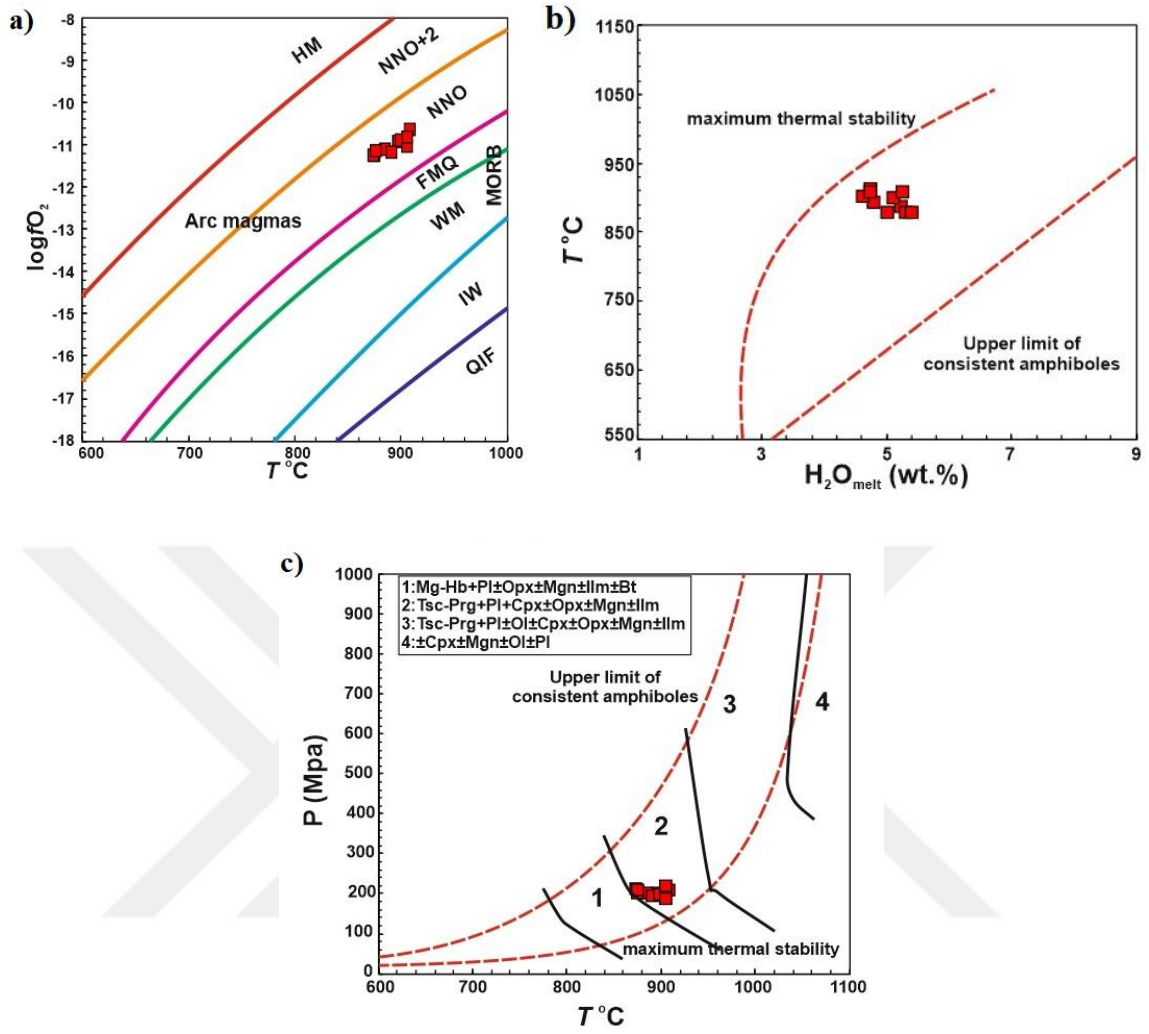 a)
-8
-9
-10
-11
-12
-13
-14
-15
-16
-17
-18
logfO2
HM
NNO+2
NNO
FMQ
WM
MORB
IW
QIF
Arc magmas
600 700 800 900 1000
T °C
b)
1150
1050
950
850
750
650
550
T °C
maximum thermal stability
Upper limit of
consistent amphiboles
1 3 5 7 9
H2Omelt (wt.%)
c)
1000
900
800
700
600
500
400
300
200
100
0
P (Mpa)
1:Mg-Hb+Pl±Opx±Mgn±Ilm±Bt
2:Tsc-Prg+Pl+Cpx±Opx±Mgn±Ilm
3:Tsc-Prg+Pl±Ol±Cpx±Opx±Mgn±Ilm
4:±Cpx±Mgn±Ol±Pl
Upper limit of
consistent amphiboles
3
4
2
1
maximum thermal stability
600 700 800 900 1000 1100
T °C